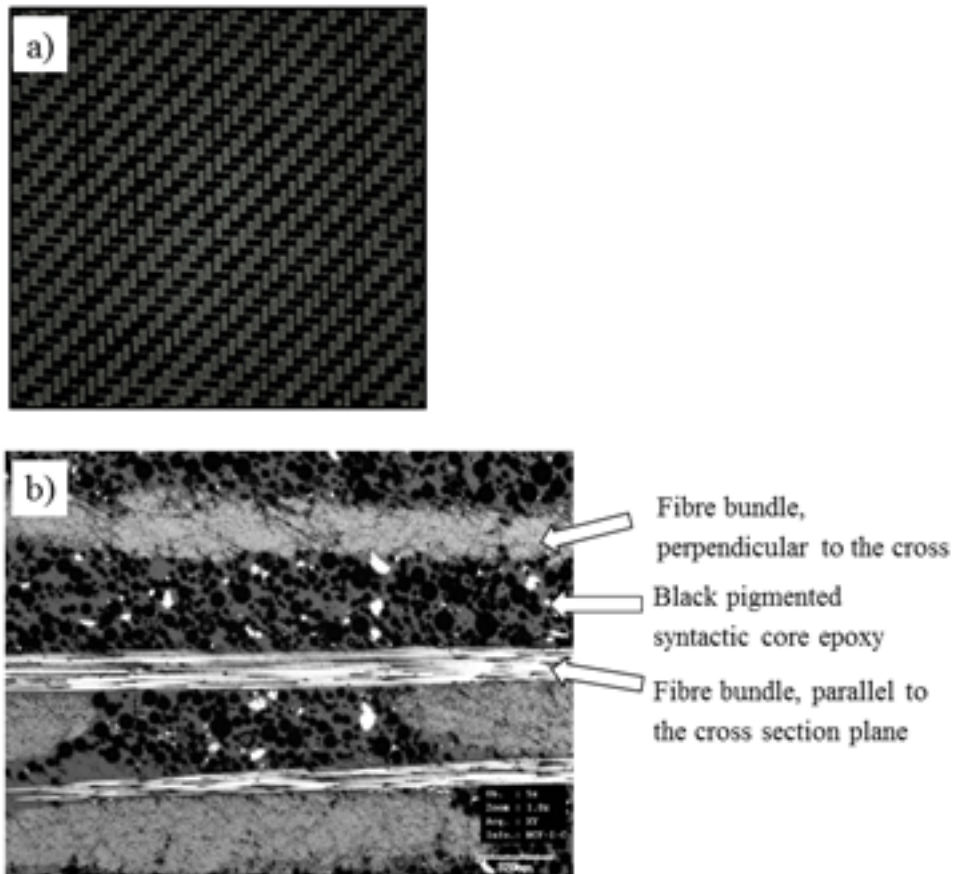 a)
b)
Fibre bundle,
perpendicular to the cross
Black pigmented
syntactic core epoxy
Fibre bundle, parallel to
the cross section plane